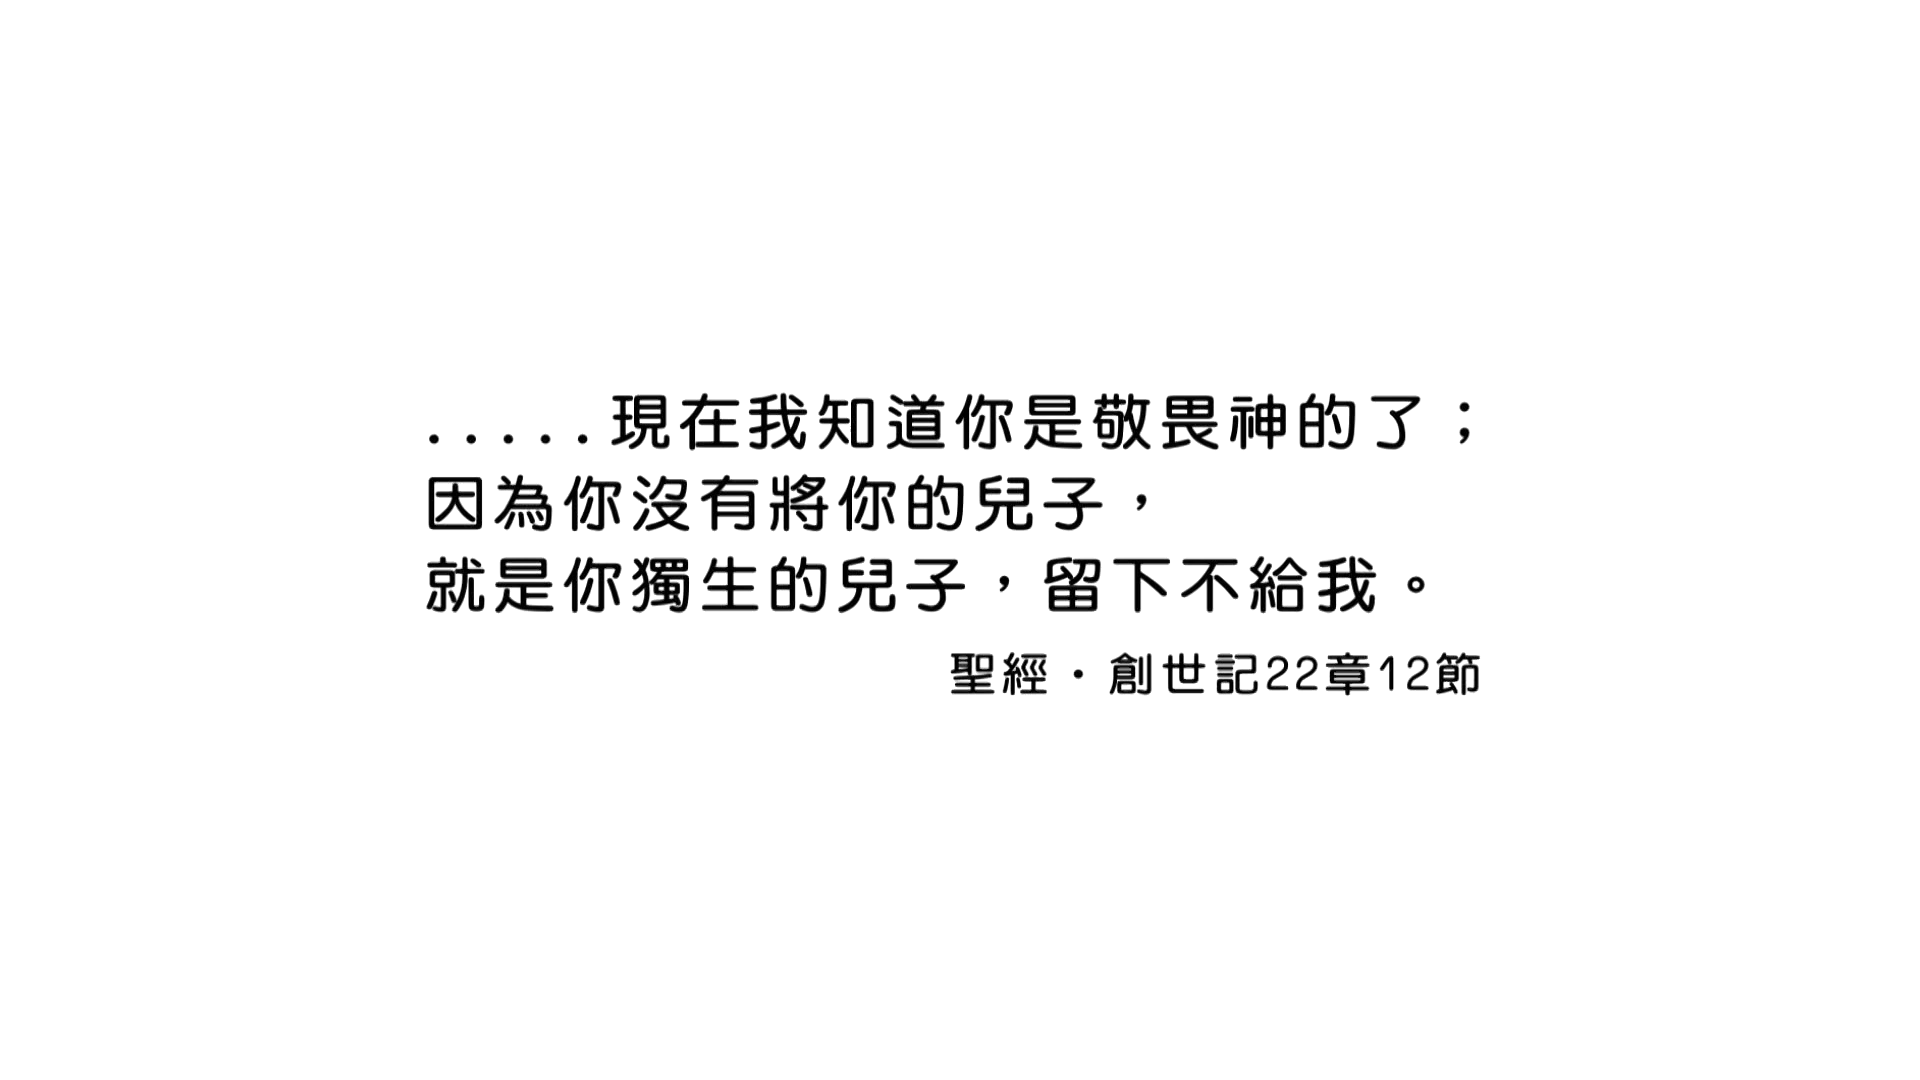 .....現在我知道你是敬畏神的了；
因為你沒有將你的兒子，
就是你獨生的兒子，留下不給我。
聖經・創世記22章12節